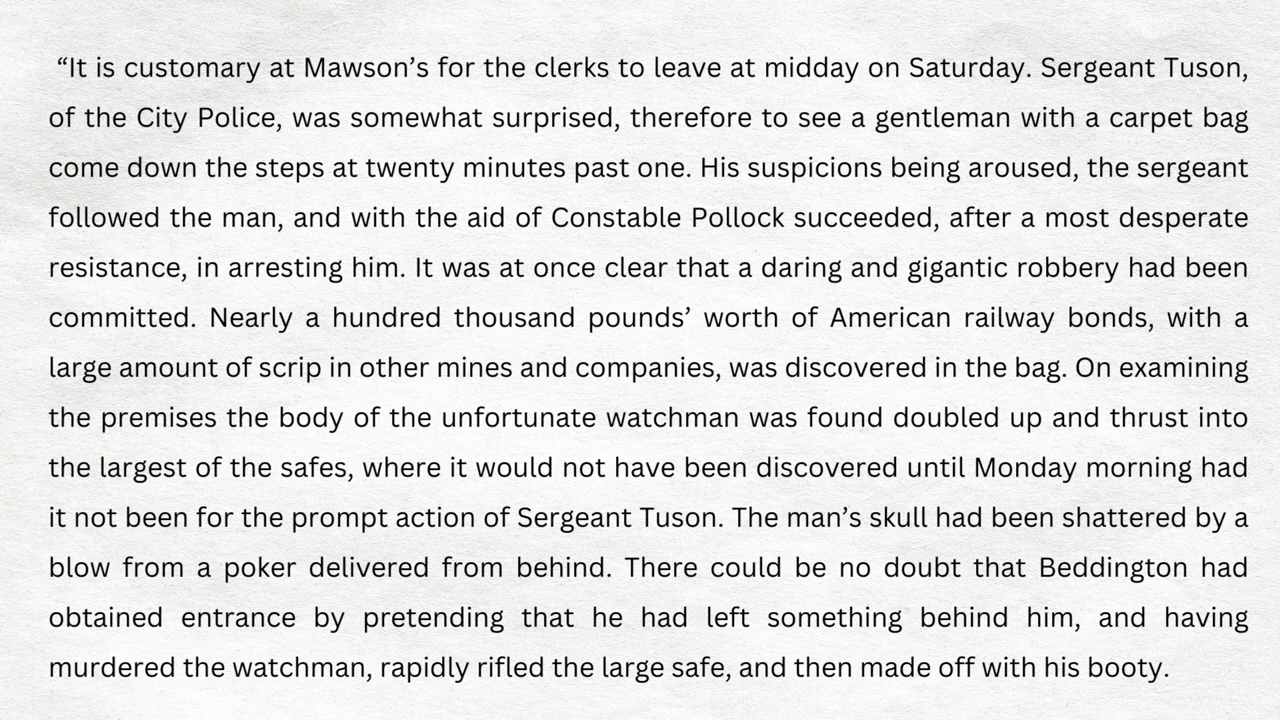 “It is customary at Mawson’s for the clerks to leave at midday on Saturday. Sergeant Tuson,
of the City Police, was somewhat surprised, therefore to see a gentleman with a carpet bag
come down the steps at twenty minutes past one. His suspicions being aroused, the sergeant
followed the man, and with the aid of Constable Pollock succeeded, after a most desperate
resistance, in arresting him. It was at once clear that a daring and gigantic robbery had been
committed. Nearly a hundred thousand pounds’ worth of American railway bonds, with a
large amount of scrip in other mines and companies, was discovered in the bag. On examining
the premises the body of the unfortunate watchman was found doubled up and thrust into
the largest of the safes, where it would not have been discovered until Monday morning had
it not been for the prompt action of Sergeant Tuson. The man’s skull had been shattered by a
blow from a poker delivered from behind. There could be no doubt that Beddington had
obtained entrance by pretending that he had left something behind him, and having
murdered the watchman, rapidly rifled the large safe, and then made off with his booty.